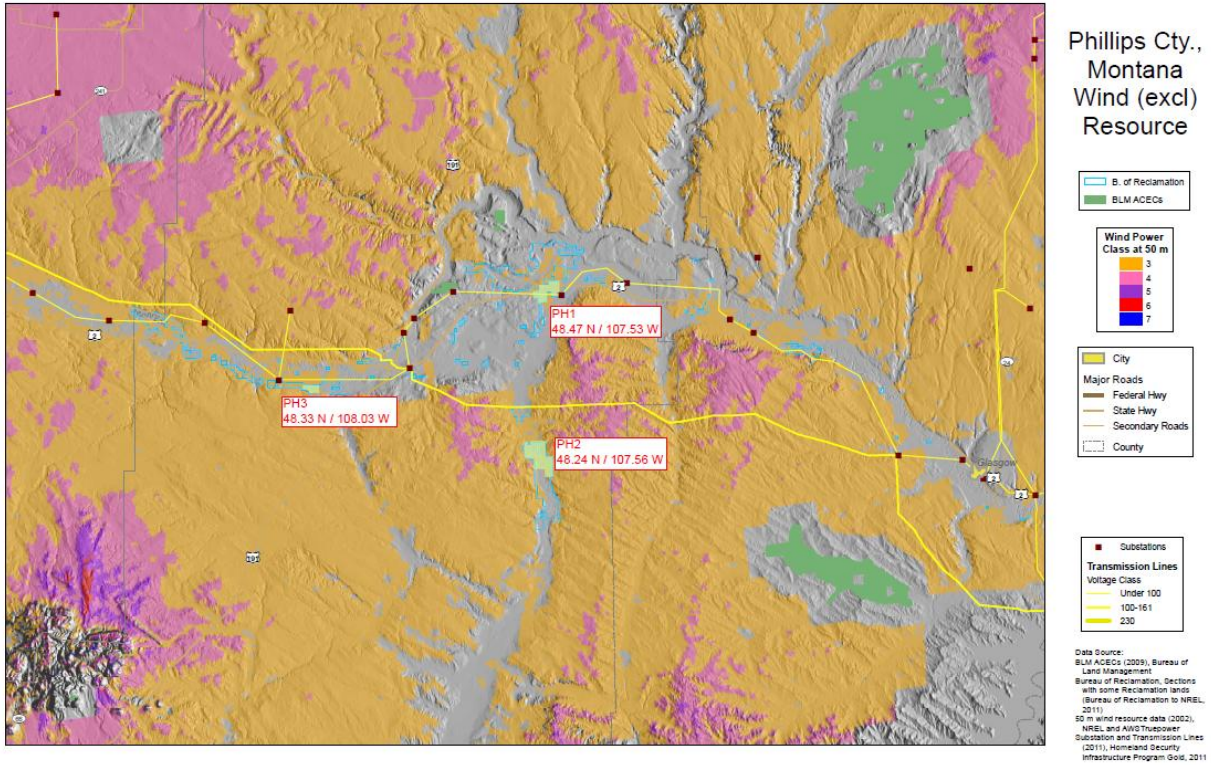 Phillips Cty.,
Montana
Wind (excl)
Resource
B. of Reclamation
BLM ACECs
Wind Power
Class at 50 m
3
4
5
6
7
City
Major Roads
Federal Hwy
State Hwy
Secondary Roads
County
Substations
Transmission Lines
Voltage Class
Under 100
100-161
230
Data Source:
BLM ACECs (2009), Bureau of
Land Management
Bureau of Reclamation, Sections
with some Reclamation lands
(Bureau of Reclamation to NREL,
2011)
50 m wind resource data (2002),
NREL and AWS Truepower
Substation and Transmission Lines
(2011), Homeland Security
Infrastructure Program Gold, 2011
241
191
2
2
PH1
48.47 N / 107.53 W
PH3
48.33 N / 108.03 W
PH2
48.24 N / 107.56 W
24
Glasgow
2
2
191